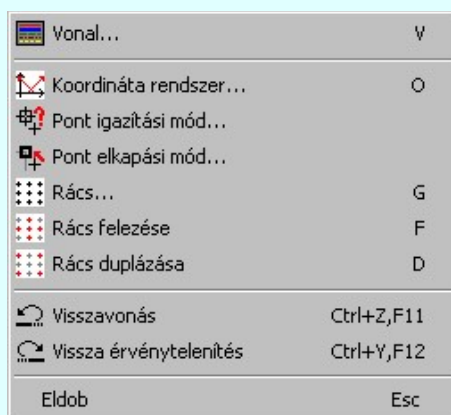 Vonal... V
Koordináta rendszer... O
Pont igazítási mód...
Pont elkapási mód...
Rács... G
Rács felezése F
Rács duplázása D
Visszavonás Ctrl+Z,F11
Vissza érvénytelenítés Ctrl+Y,F12
Eldob Esc